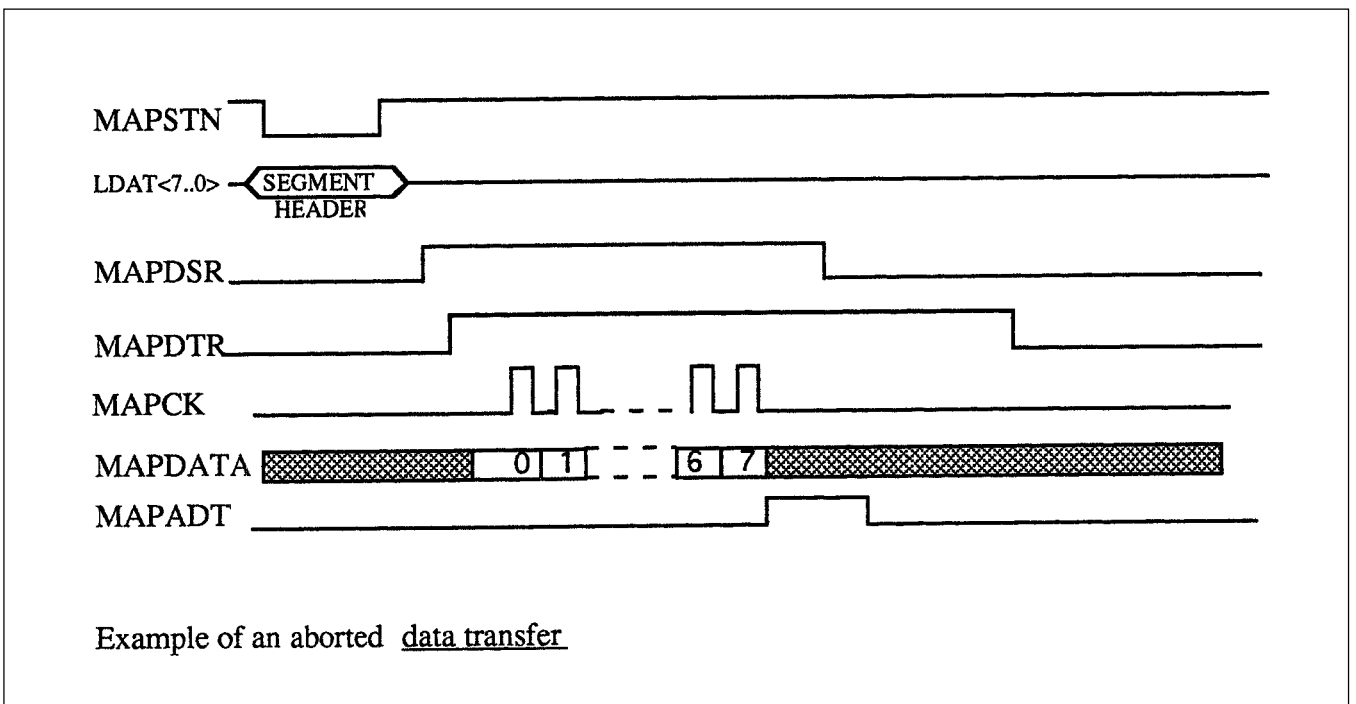 MAPSTN
LDAT<7..0>
SEGMENT
HEADER
MAPDSR
MAPDTR
MAPCK
MAPDATA
0 1 6 7
MAPADT
Example of an aborted data transfer